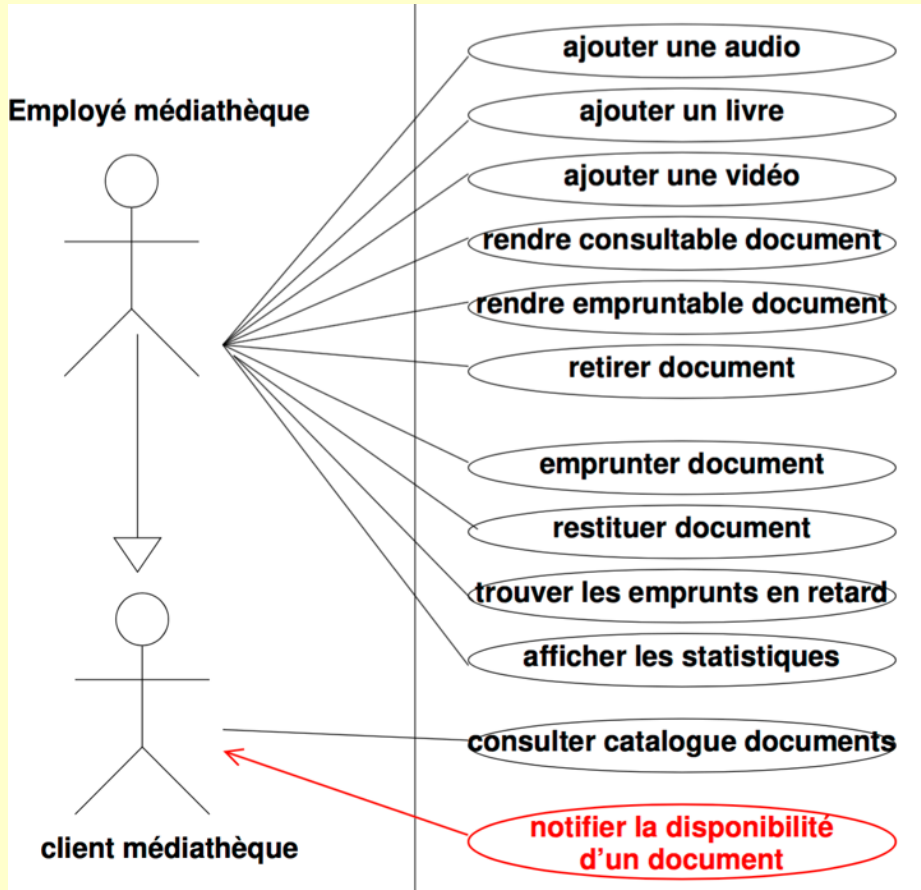 ajouter une audio
Employé médiathèque
ajouter un livre
ajouter une vidéo
rendre consultable document
rendre empruntable document
retirer document
emprunter document
restituer document
trouver les emprunts en retard
afficher les statistiques
consulter catalogue documents
notifier la disponibilité
d'un document
client médiathèque